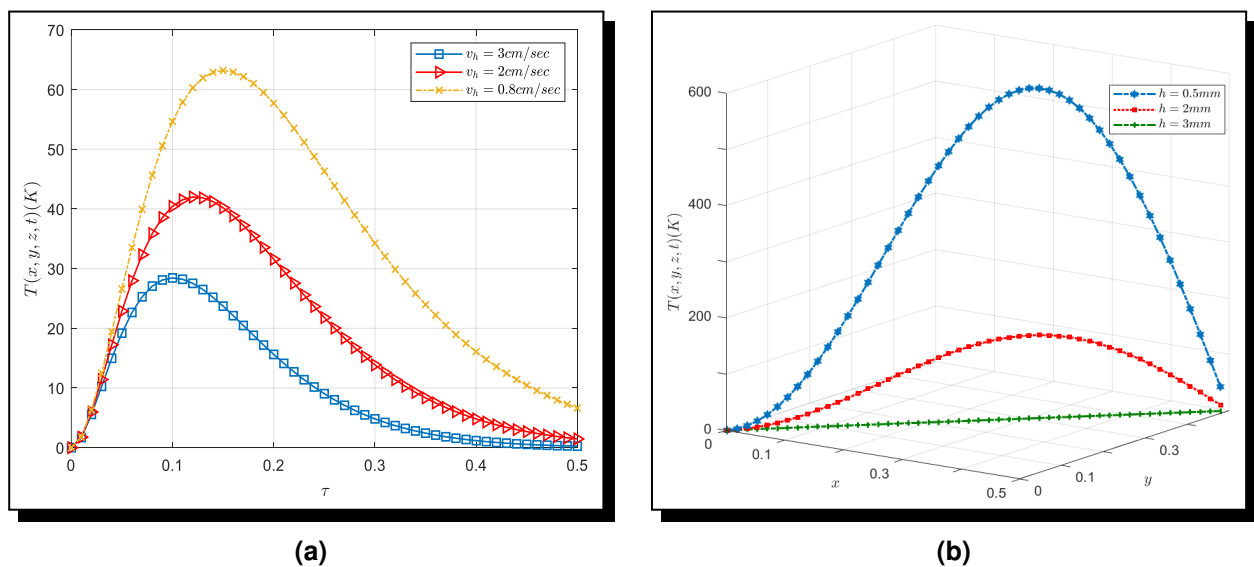 70
60
50
40
30
20
10
0
T(x, y, z, t)(K)
0 0.1 0.2 0.3 0.4 0.5
τ
v_h = 3cm/sec
v_h = 2cm/sec
v_h = 0.8cm/sec
(a)
600
400
200
0
T(x, y, z, t)(K)
0 0.1 0.3 0.5
x
0 0.1 0.3
y
h = 0.5mm
h = 2mm
h = 3mm
(b)